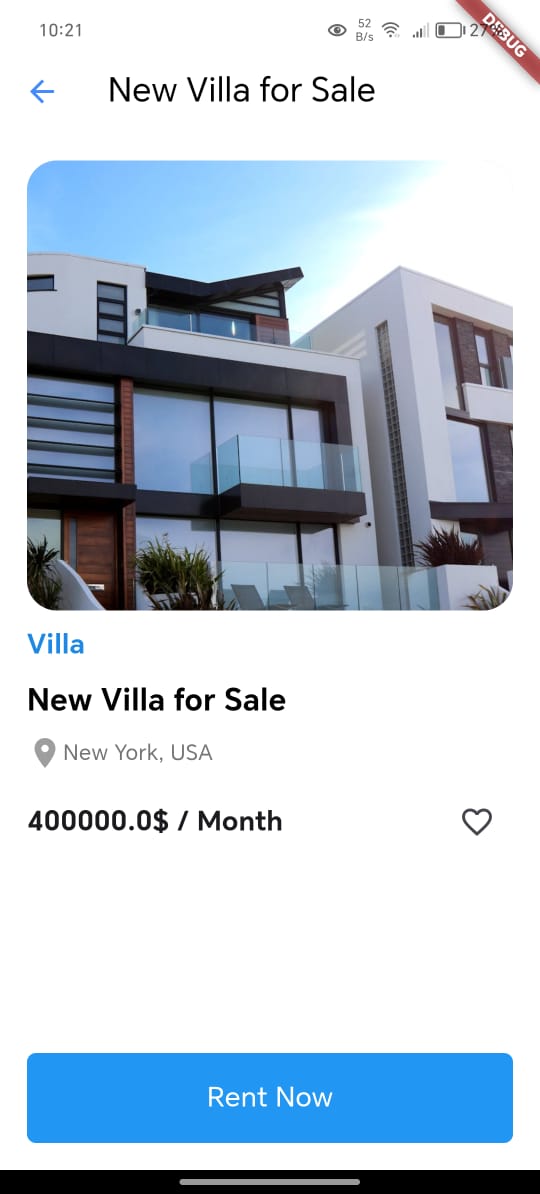 10:21
52
B/s
27%
DEBUG
New Villa for Sale
Villa
New Villa for Sale
New York, USA
400000.0$ / Month
Rent Now